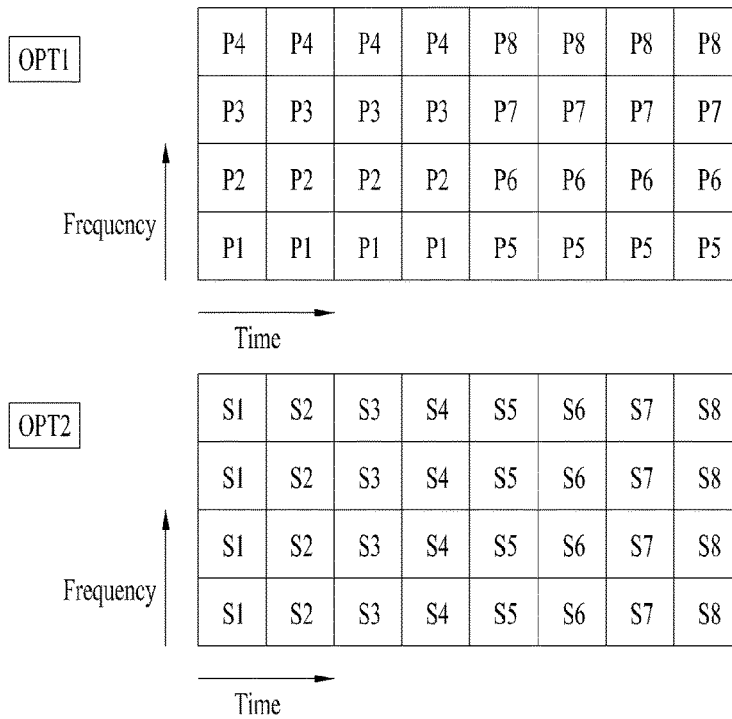 OPT1
P4 P4 P4 P4 P8 P8 P8 P8
P3 P3 P3 P3 P7 P7 P7 P7
P2 P2 P2 P2 P6 P6 P6 P6
Frequency
P1 P1 P1 P1 P5 P5 P5 P5
Time
OPT2
S1 S2 S3 S4 S5 S6 S7 S8
S1 S2 S3 S4 S5 S6 S7 S8
S1 S2 S3 S4 S5 S6 S7 S8
Frequency
S1 S2 S3 S4 S5 S6 S7 S8
Time